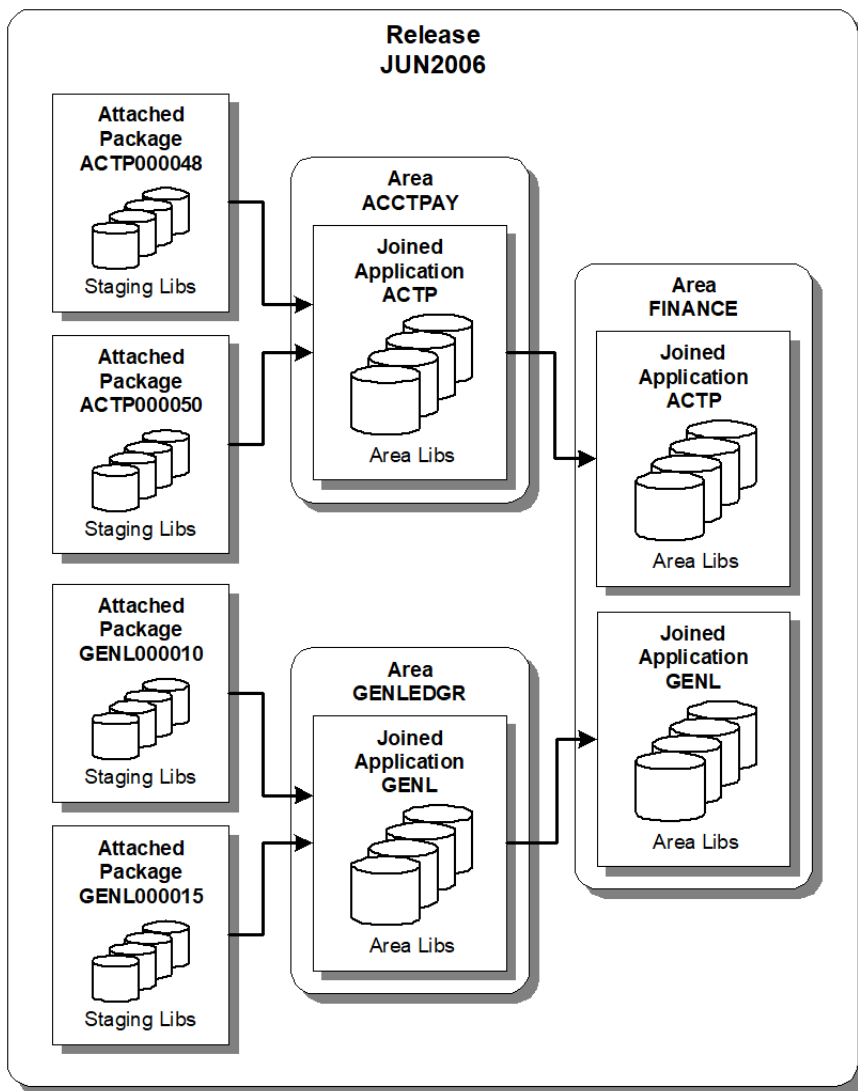 Release
JUN2006
Attached
Package
ACTP000048
Staging Libs
Attached
Package
ACTP000050
Staging Libs
Attached
Package
GENL000010
Staging Libs
Attached
Package
GENL000015
Staging Libs
Area
ACCTPAY
Joined
Application
ACTP
Area Libs
Area
GENLEDGR
Joined
Application
GENL
Area Libs
Area
FINANCE
Joined
Application
ACTP
Area Libs
Joined
Application
GENL
Area Libs